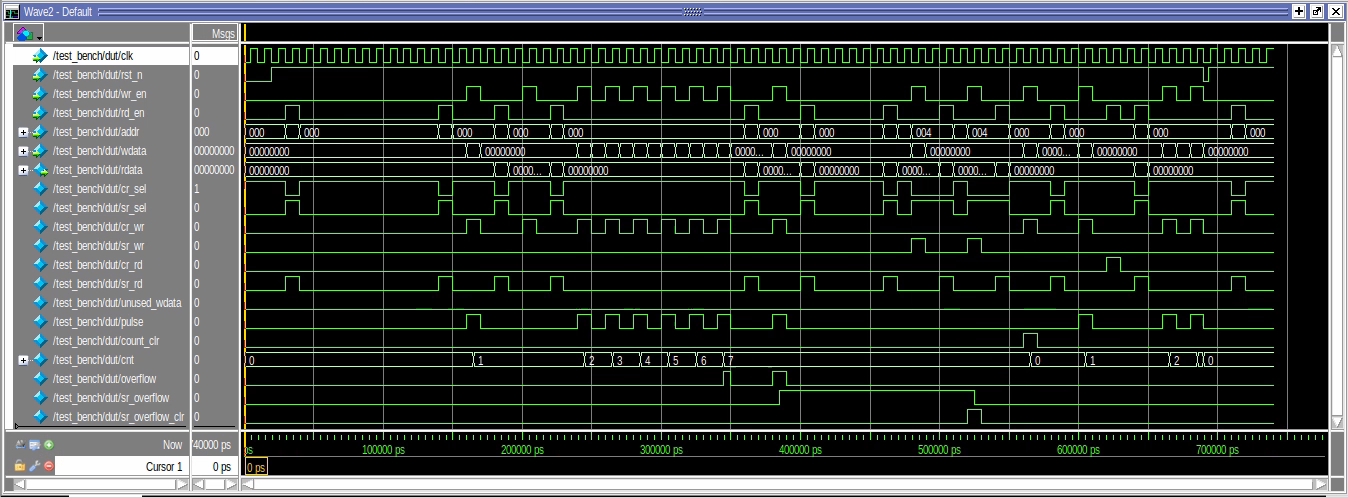 Wave2 - Default
Msgs
/test_bench/dut/clk 0
/test_bench/dut/rst_n 0
/test_bench/dut/wr_en 0
/test_bench/dut/rd_en 0
/test_bench/dut/addr 000 000 000 000 000 000 000 000 004 004 000 000 000 000
/test_bench/dut/wdata 00000000 00000000 00000000 0000... 00000000 00000000 0000... 00000000 00000000
/test_bench/dut/rdata 00000000 00000000 0000... 00000000 0000... 00000000 0000... 0000... 00000000 00000000
/test_bench/dut/cr_sel 1
/test_bench/dut/sr_sel 0
/test_bench/dut/cr_wr 0
/test_bench/dut/sr_wr 0
/test_bench/dut/cr_rd 0
/test_bench/dut/sr_rd 0
/test_bench/dut/unused_wdata 0
/test_bench/dut/pulse 0
/test_bench/dut/count_clr 0
/test_bench/dut/cnt 0 0 1 2 3 4 5 6 7 0 1 2 0
/test_bench/dut/overflow 0
/test_bench/dut/sr_overflow 0
/test_bench/dut/sr_overflow_clr 0
Now 740000 ps ps 100000 ps 200000 ps 300000 ps 400000 ps 500000 ps 600000 ps 700000 ps
Cursor 1 0 ps 0 ps